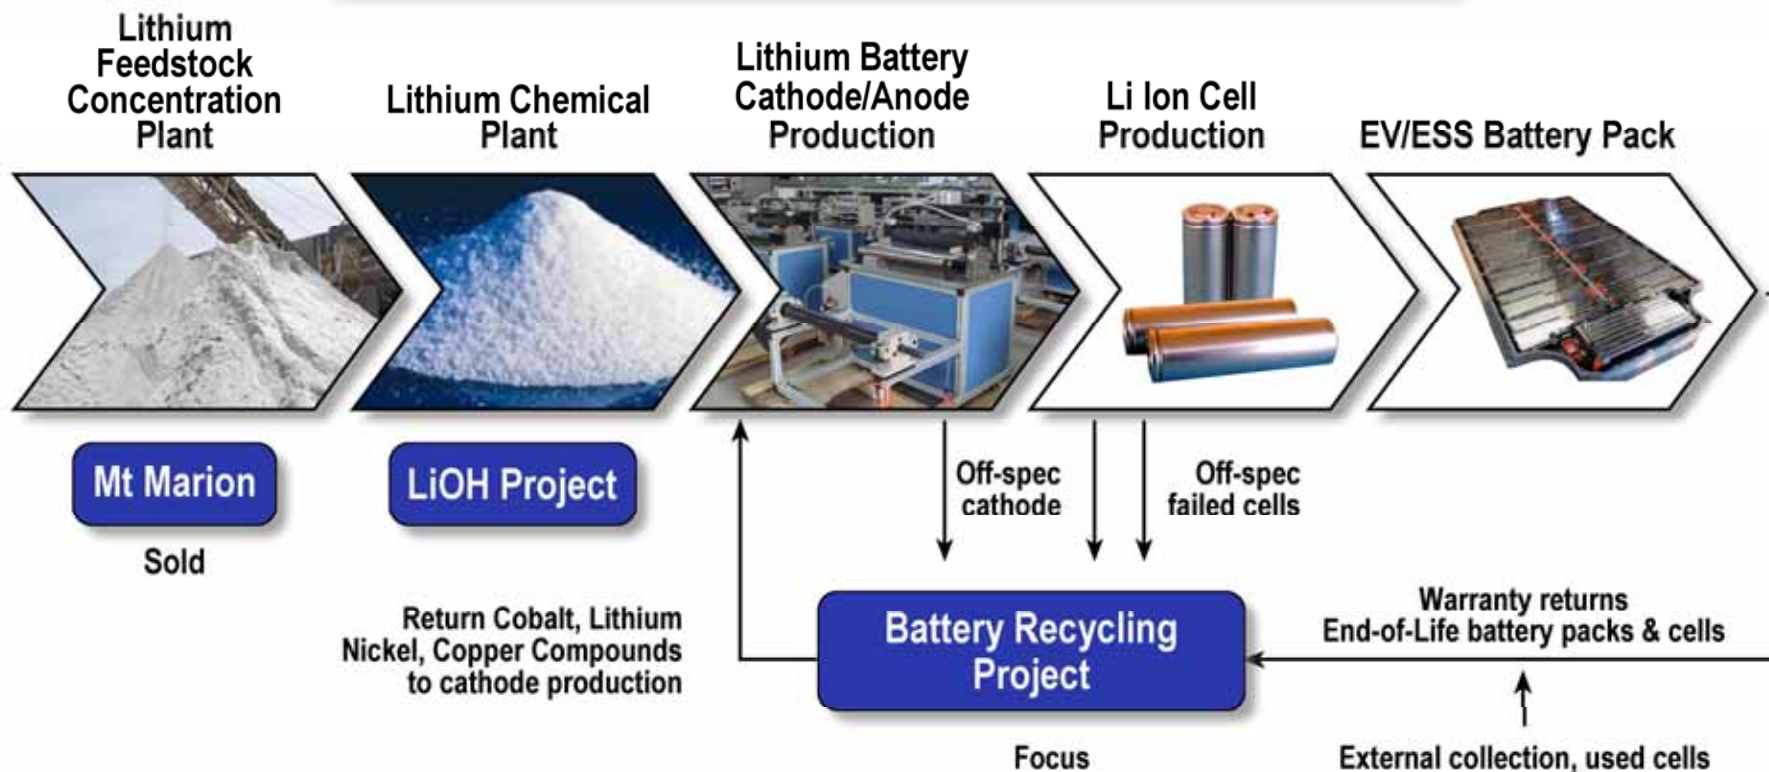 Lithium
Feedstock
Concentration
Plant
Lithium Chemical
Plant
Lithium Battery
Cathode/Anode
Production
Li Ion Cell
Production
EV/ESS Battery Pack
Mt Marion
Sold
LiOH Project
Off-spec
cathode
Off-spec
failed cells
Return Cobalt, Lithium
Nickel, Copper Compounds
to cathode production
Battery Recycling
Project
Focus
Warranty returns
End-of-Life battery packs & cells
External collection, used cells